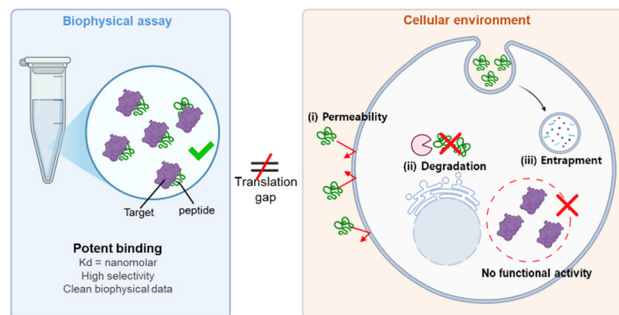 Biophysical assay
Target
peptide
Potent binding
Kd = nanomolar
High selectivity
Clean biophysical data
Translation
gap
Cellular environment
(i) Permeability
(ii) Degradation
(iii) Entrapment
No functional activity